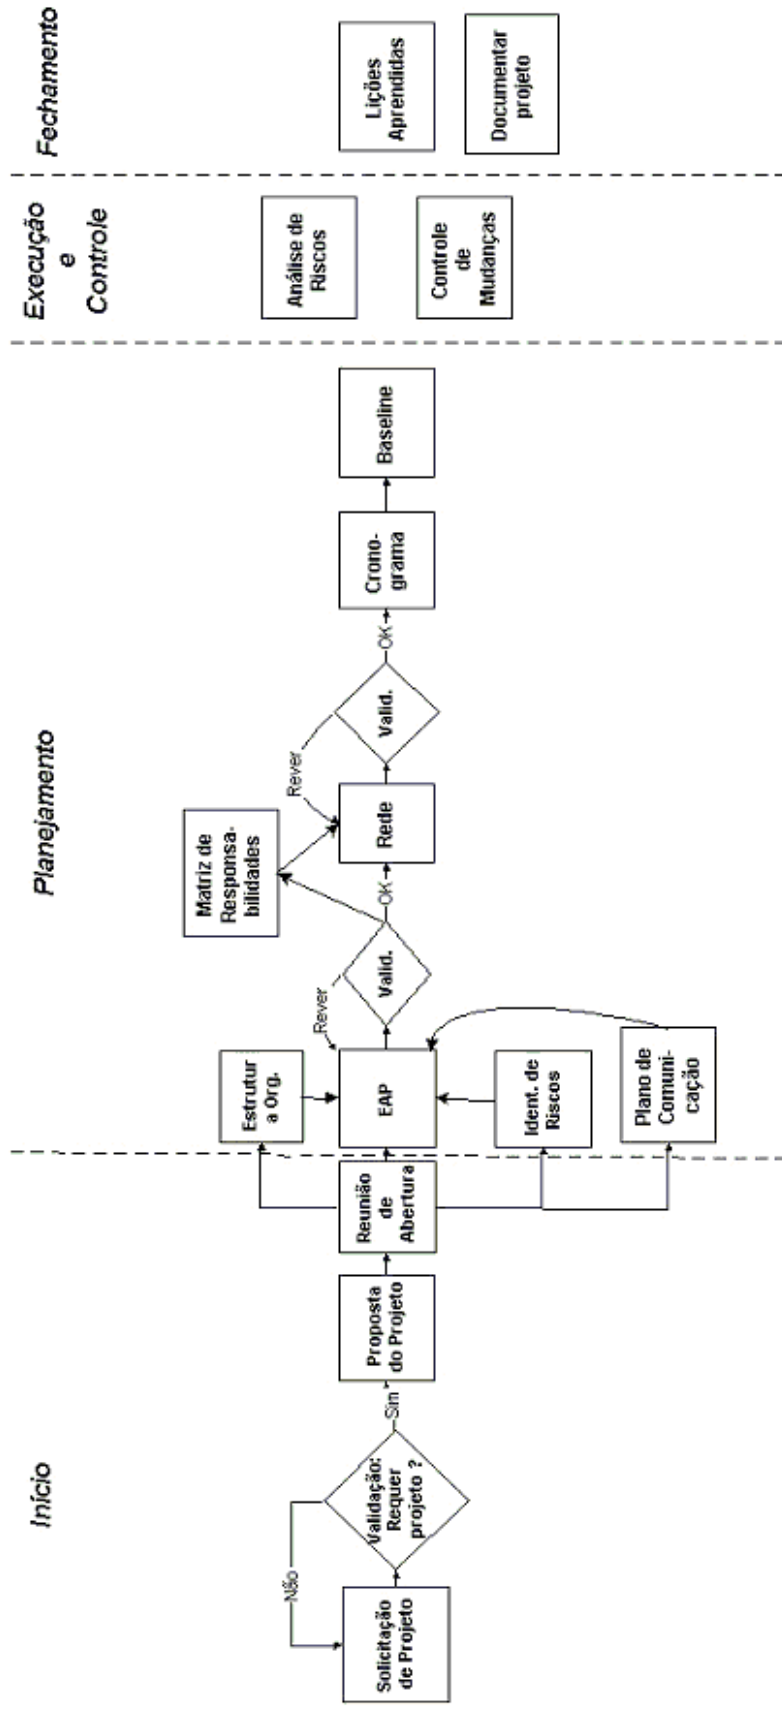 Início
Planejamento
Execução
e
Controle
Fechamento
Solicitação
de Projeto
Não
Validação:
Requer
projeto ?
Sim
Proposta
do Projeto
Reunião
de
Abertura
Estrutur
a Org.
EAP
Ident. de
Riscos
Plano de
Comuni-
cação
Rever
Valid.
OK
Matriz de
Responsa-
bilidades
Rede
Rever
Valid.
OK
Crono-
grama
Baseline
Análise de
Riscos
Controle
de
Mudanças
Lições
Aprendidas
Documentar
projeto